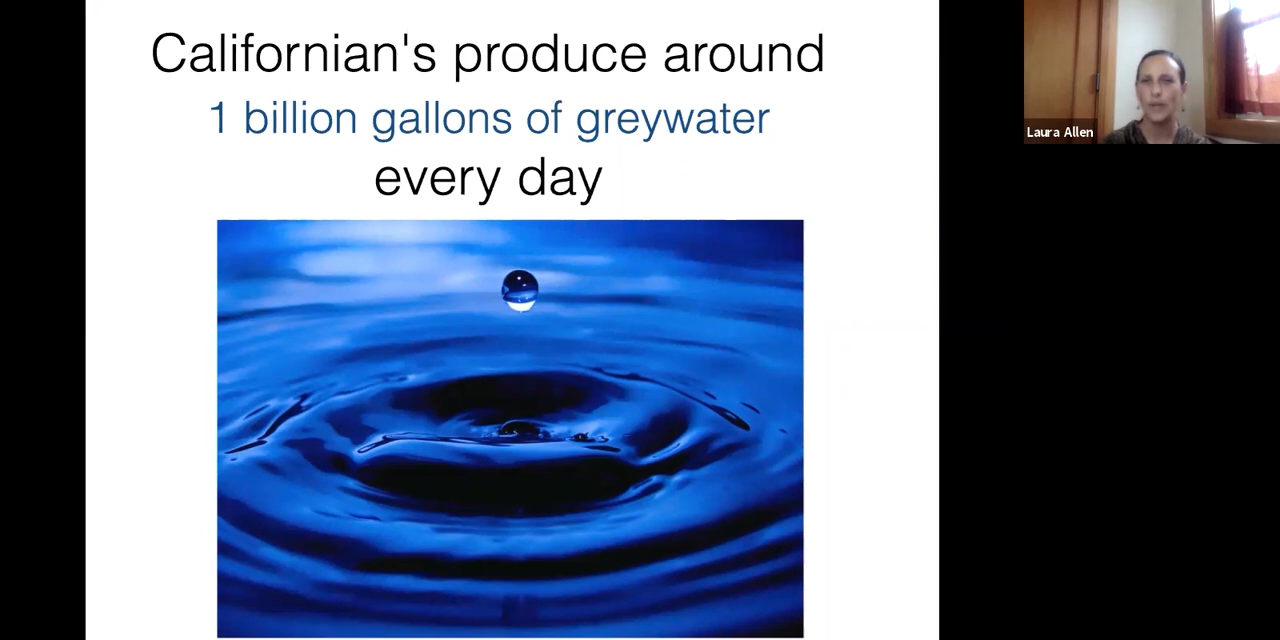 Californian's produce around
1 billion gallons of greywater
every day
Laura Allen